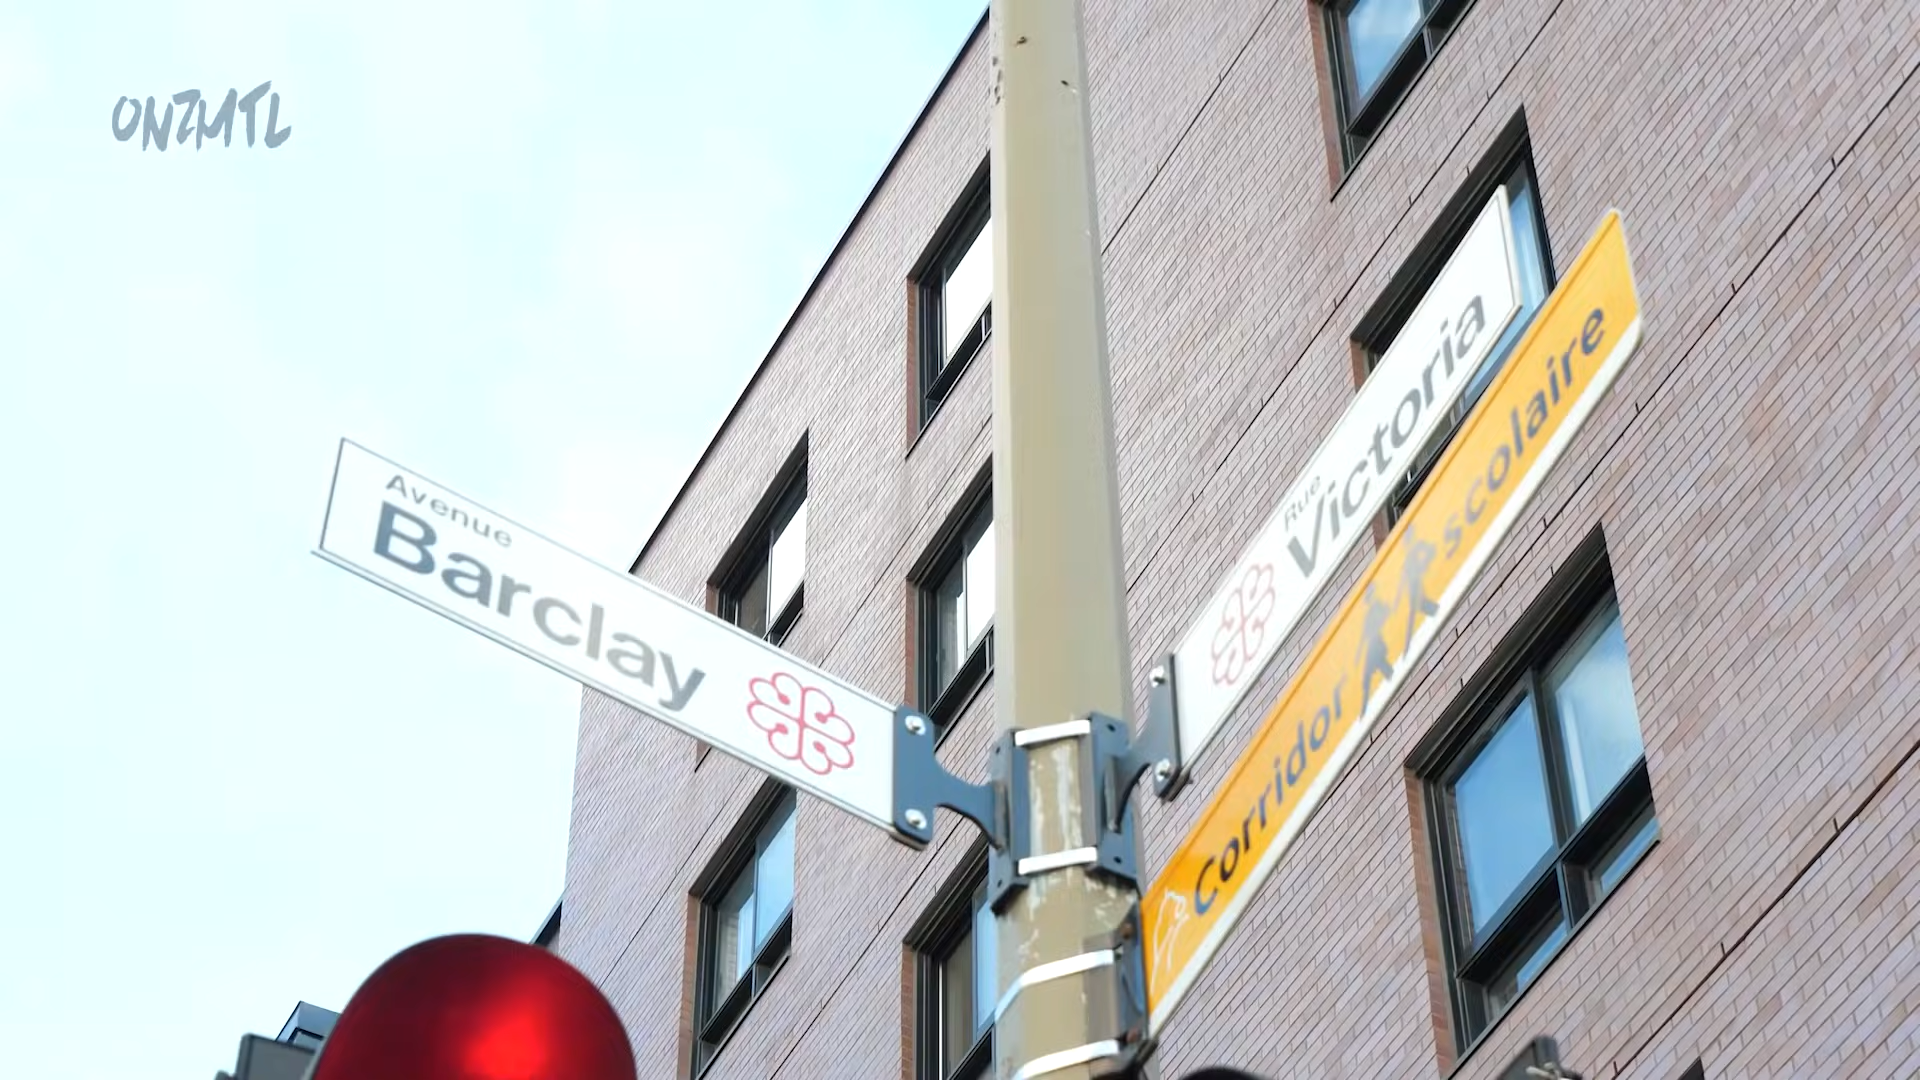 ONZMTL
Avenue
Barclay
Rue
Victoria
Corridor scolaire